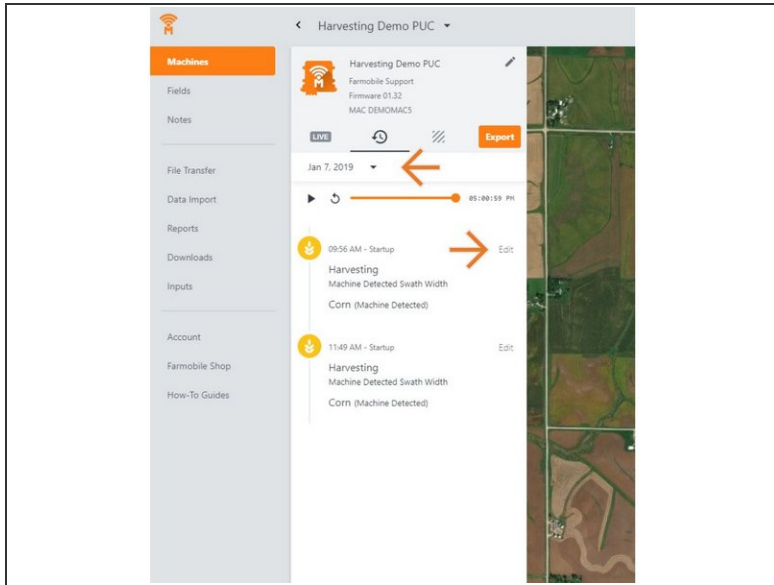 Harvesting Demo PUC
Machines
Fields
Notes
File Transfer
Data Import
Reports
Downloads
Inputs
Account
Farmobile Shop
How-To Guides
Harvesting Demo PUC
Farmobile Support
Firmware 01.32
MAC DEMOMAC5
LIVE
Export
Jan 7, 2019
05:00:59 PM
09:56 AM - Startup Edit
Harvesting
Machine Detected Swath Width
Corn (Machine Detected)
11:49 AM - Startup Edit
Harvesting
Machine Detected Swath Width
Corn (Machine Detected)